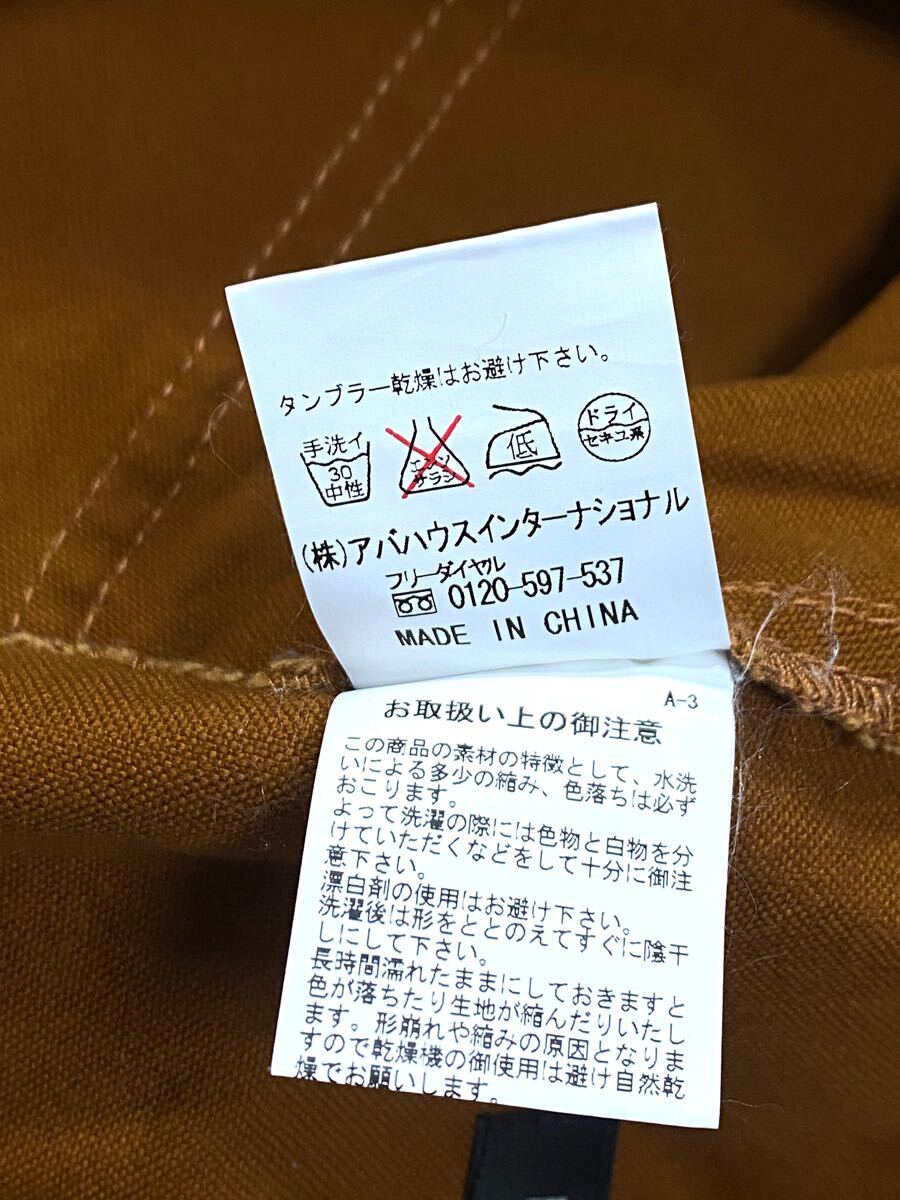 タンブラー乾燥はお避け下さい。
手洗イ
30
中性
エンソ
サラシ
低
ドライ
セキユ系
(株)アバハウスインターナショナル
フリーダイヤル
0120-597-537
MADE IN CHINA
A-3
お取扱い上の御注意
この商品の素材の特徴として、水洗
いによる多少の縮み、色落ちは必ず
おこります。
よって洗濯の際には色物と白物を分
けていただくなどをして十分に御注
意下さい。
漂白剤の使用はお避け下さい。
洗濯後は形をととのえてすぐに陰干
しにして下さい。
長時間濡れたままにしておきますと
色が落ちたり生地が縮んだりいたし
ます。形崩れや縮みの原因となりま
すので乾燥機の御使用は避け自然乾
燥でお願いします。